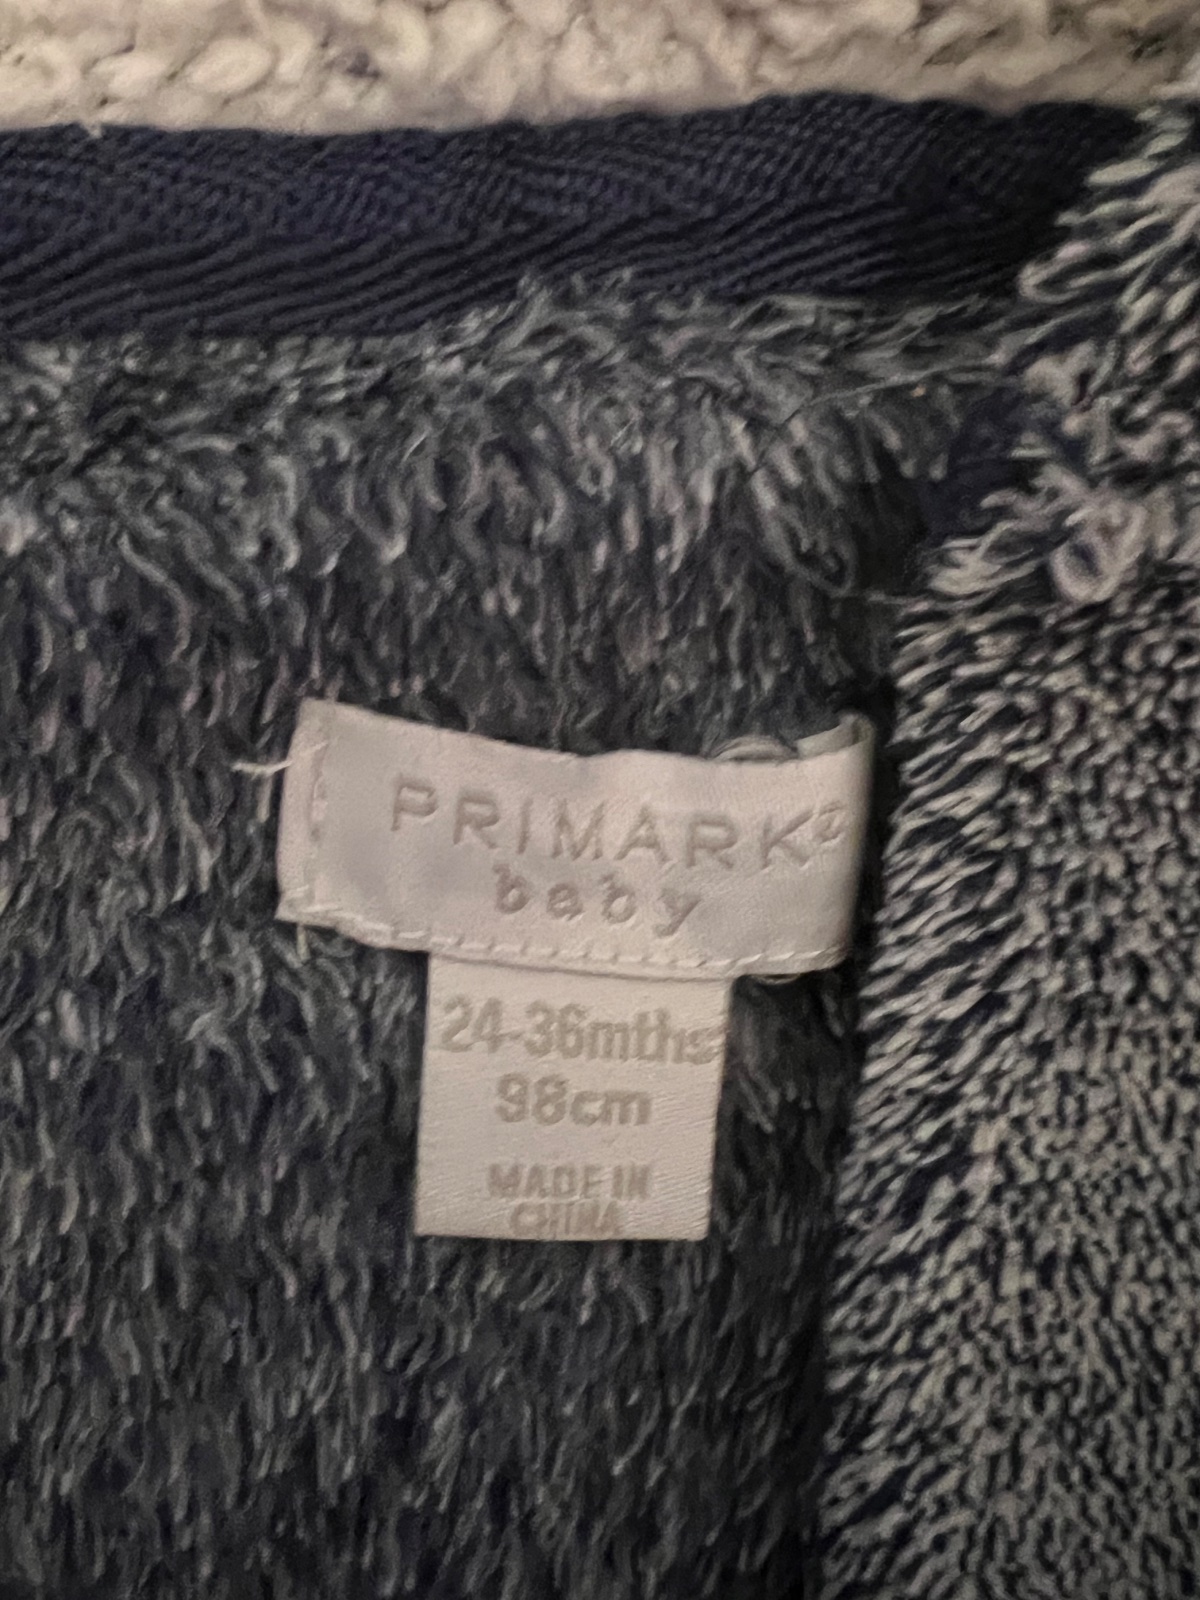 PRIMARK
baby
24-36mths
98cm
MADE IN
CHINA